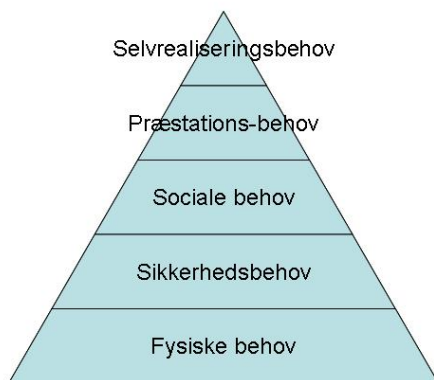 Selvrealiseringsbehov
Præstations-behov
Sociale behov
Sikkerhedsbehov
Fysiske behov